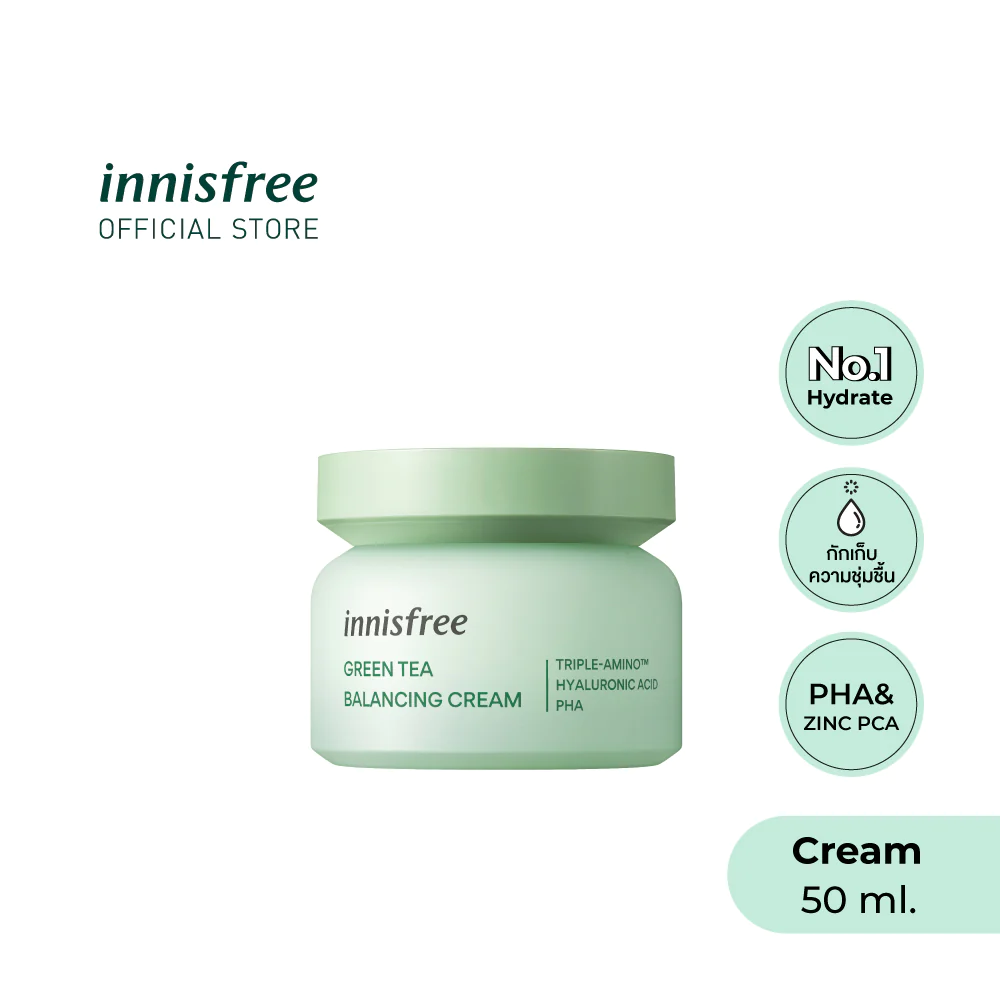 innisfree
OFFICIAL STORE
No.1
Hydrate
กักเก็บ
ความชุ่มชื้น
innisfree
GREEN TEA
BALANCING CREAM
TRIPLE-AMINO™
HYALURONIC ACID
PHA
PHA&
ZINC PCA
Cream
50 ml.